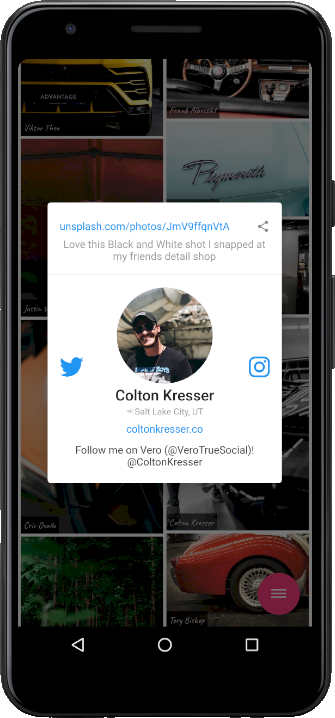 ADVANTAGE
Viktor Theo
Frank Albrecht
Plymouth
unsplash.com/photos/JmV9ffqnVtA
Love this Black and White shot I snapped at
my friends detail shop
Justin
Colton Kresser
Salt Lake City, UT
coltonkresser.co
Follow me on Vero (@VeroTrueSocial)!
@ColtonKresser
Cris Ovalle
Colton Kresser
Tory Bishop